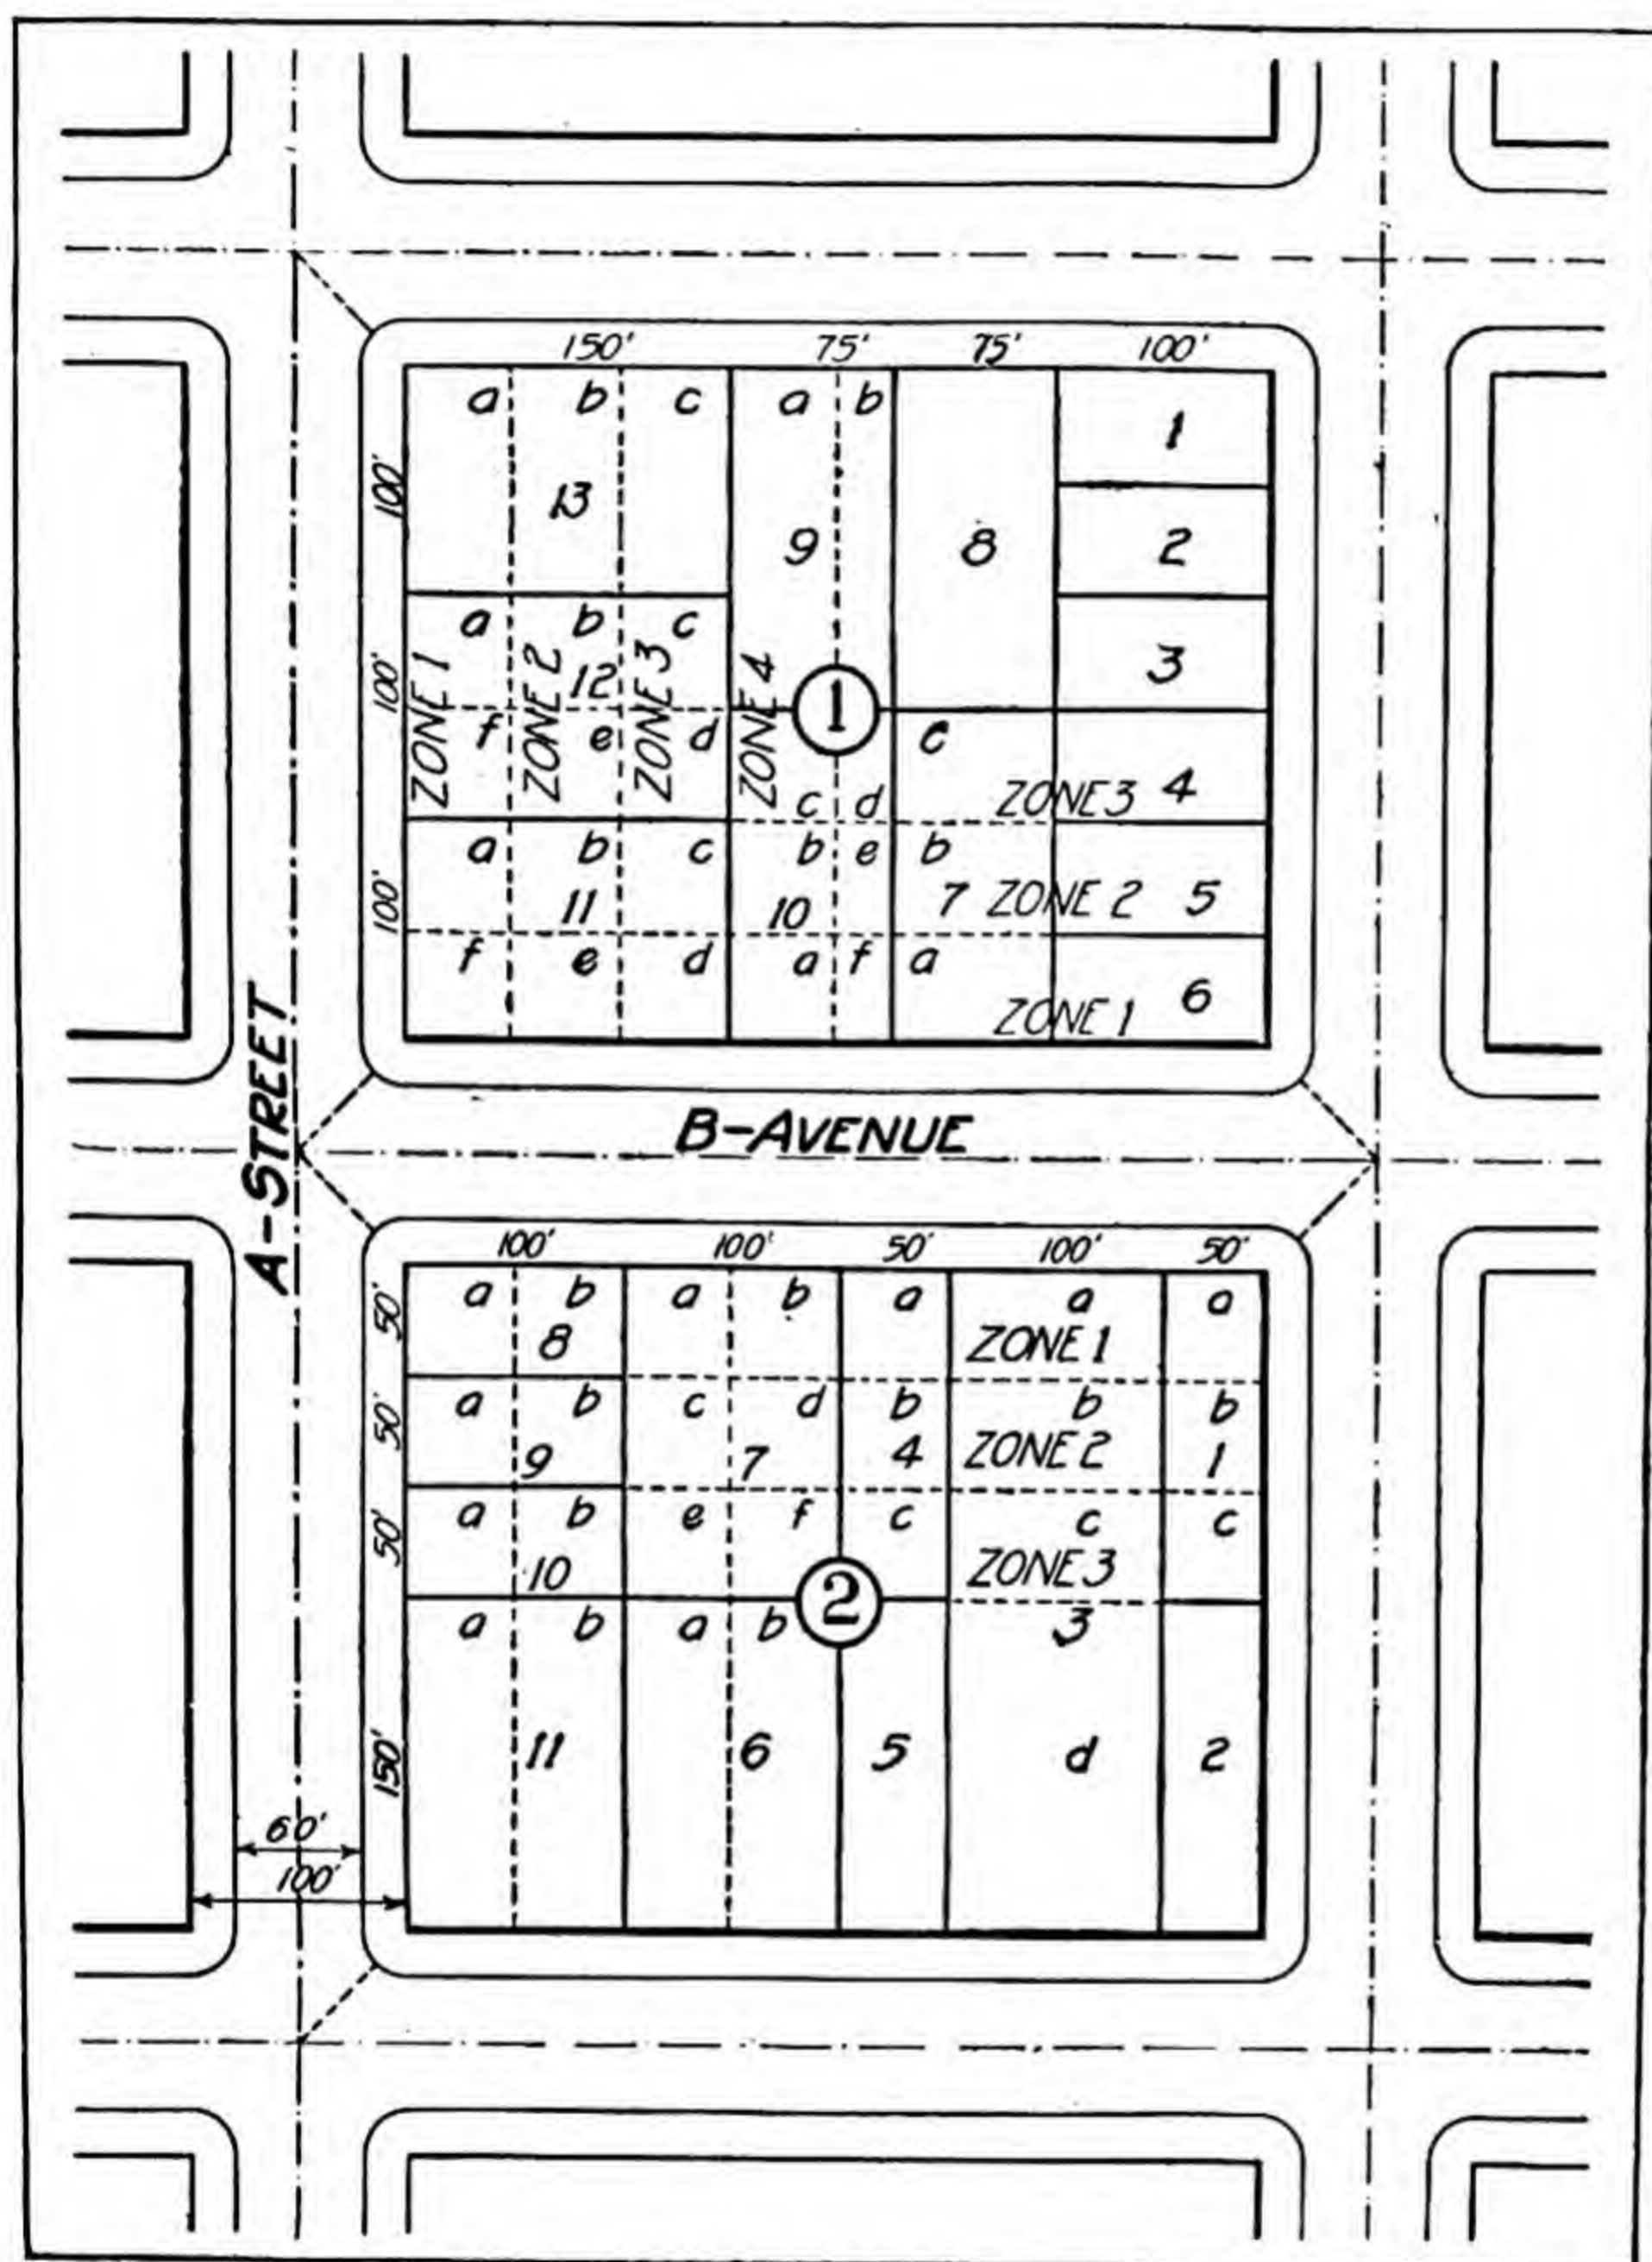 150' 75' 75' 100'
a b c a b
1
100'
13
9 8 2
a b c
3
100'
12
ZONE 1 ZONE 2 ZONE 3 ZONE 4
1
f e d c
c d ZONE 3 4
a b c b e b
100'
11 10 7 ZONE 2 5
f e d a f a
ZONE 1 6
A-STREET
B-AVENUE
100' 100' 50' 100' 50'
50' a b a b a a a
8 ZONE 1
50' a b c d b b b
9 7 4 ZONE 2 1
50' a b e f c c c
10 ZONE 3
2
a b a b 3
150' 11 6 5 d 2
60'
100'